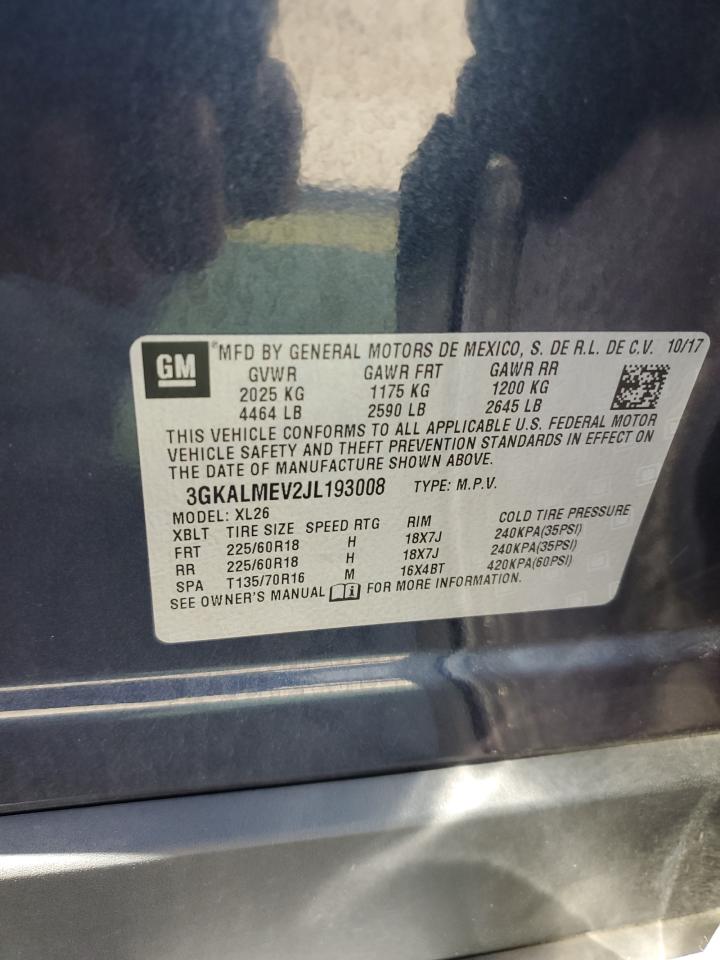 GM ® MFD BY GENERAL MOTORS DE MEXICO, S. DE R.L. DE C.V. 10/17
GVWR GAWR FRT GAWR RR
2025 KG 1175 KG 1200 KG
4464 LB 2590 LB 2645 LB
THIS VEHICLE CONFORMS TO ALL APPLICABLE U.S. FEDERAL MOTOR
VEHICLE SAFETY AND THEFT PREVENTION STANDARDS IN EFFECT ON
THE DATE OF MANUFACTURE SHOWN ABOVE.
3GKALMEV2JL193008 TYPE: M.P.V.
MODEL: XL26
XBLT TIRE SIZE SPEED RTG RIM COLD TIRE PRESSURE
FRT 225/60R18 H 18X7J 240KPA(35PSI)
RR 225/60R18 H 18X7J 240KPA(35PSI)
SPA T135/70R16 M 16X4BT 420KPA(60PSI)
SEE OWNER'S MANUAL i FOR MORE INFORMATION.